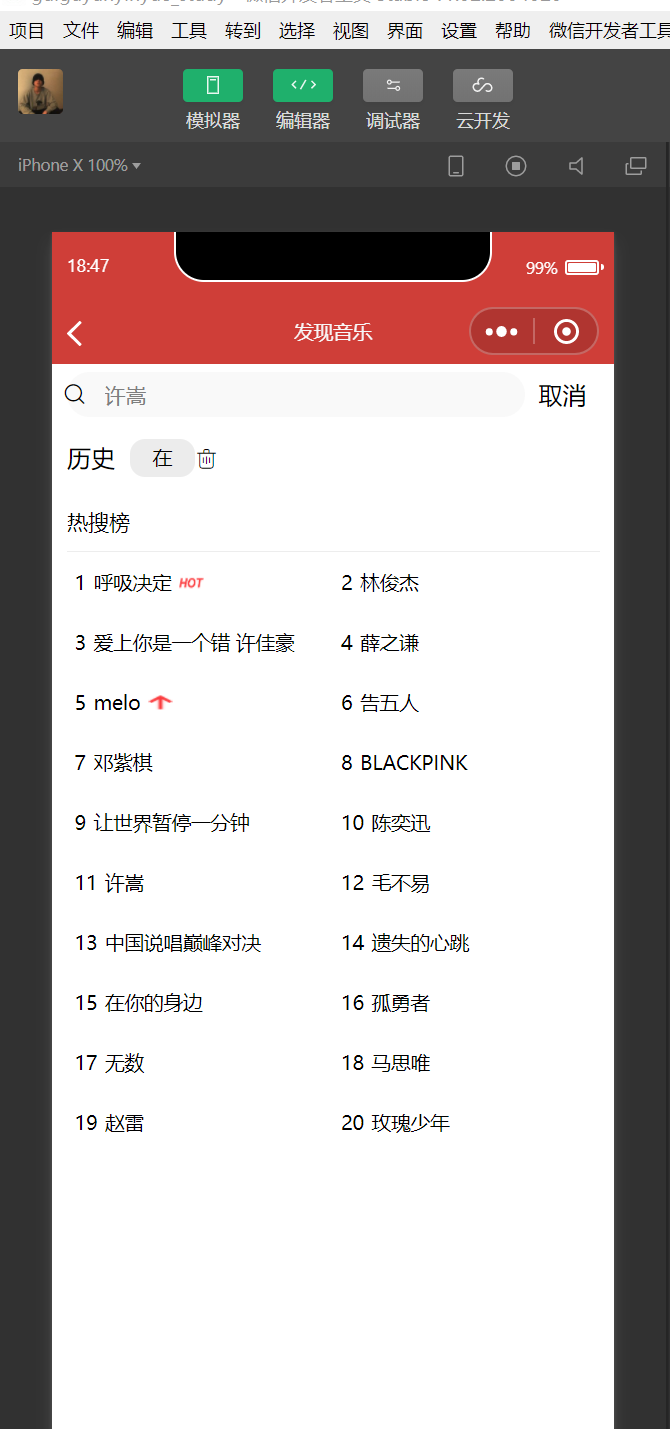 项目 文件 编辑 工具 转到 选择 视图 界面 设置 帮助 微信开发者工具
模拟器 编辑器 调试器 云开发
iPhone X 100%
18:47 99%
发现音乐
许嵩 取消
历史 在
热搜榜
1 呼吸决定 HOT 2 林俊杰
3 爱上你是一个错 许佳豪 4 薛之谦
5 melo 6 告五人
7 邓紫棋 8 BLACKPINK
9 让世界暂停一分钟 10 陈奕迅
11 许嵩 12 毛不易
13 中国说唱巅峰对决 14 遗失的心跳
15 在你的身边 16 孤勇者
17 无数 18 马思唯
19 赵雷 20 玫瑰少年